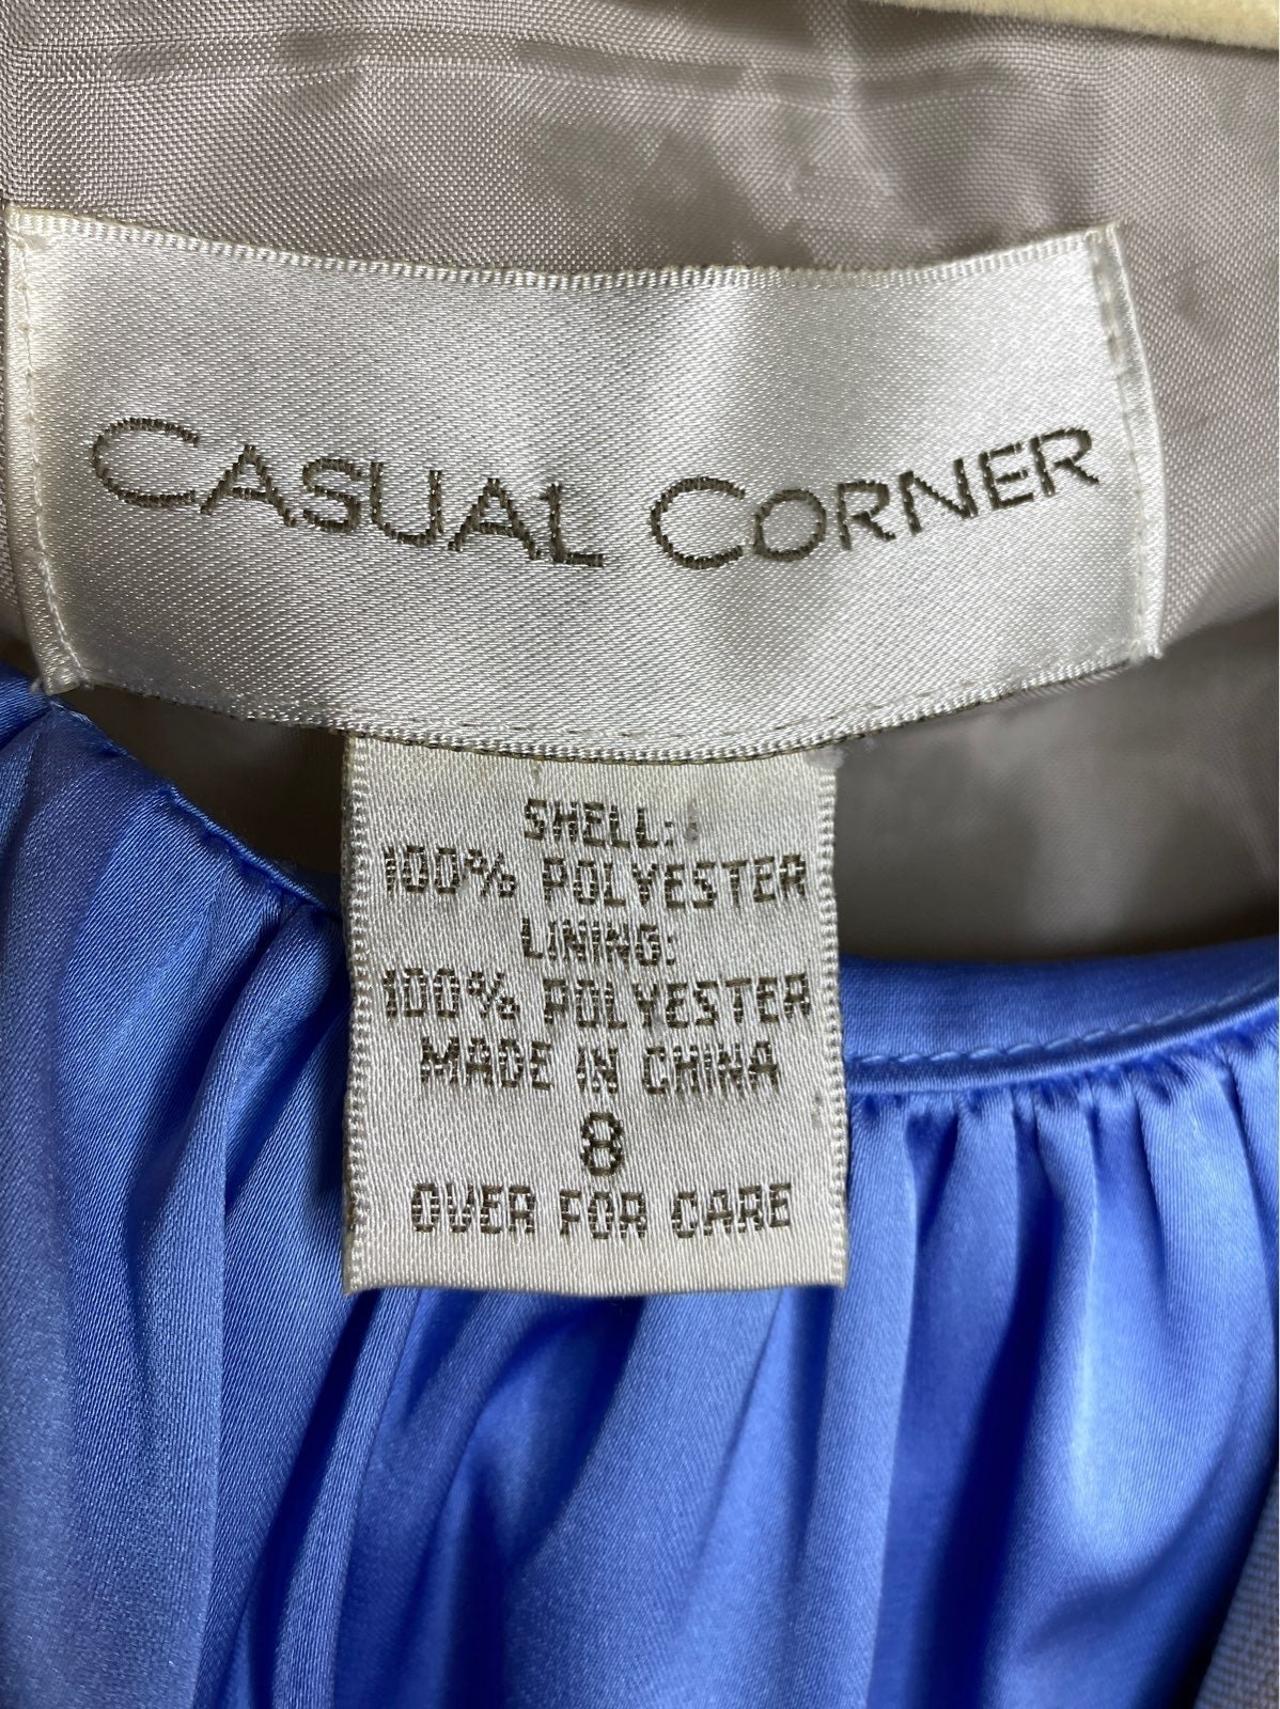 CASUAL CORNER
SHELL:
100% POLYESTER
LINING:
100% POLYESTER
MADE IN CHINA
8
OVER FOR CARE